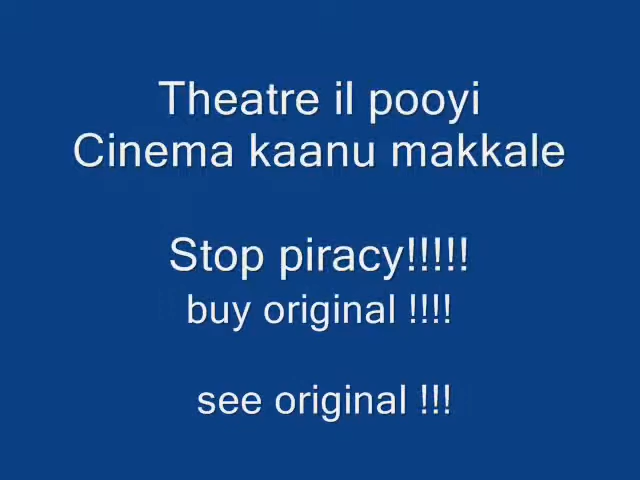 Theatre il pooyi
Cinema kaanu makkale
Stop piracy!!!!!
buy original !!!!
see original !!!